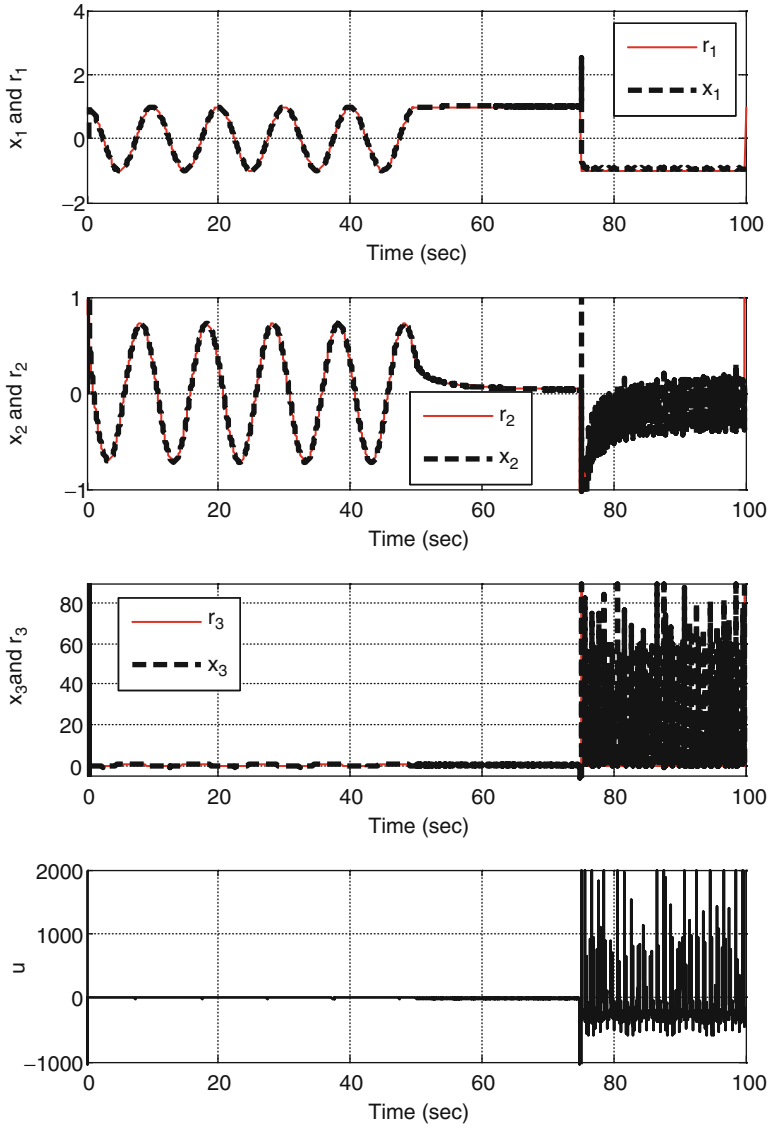 4
2
0
−2
x1 and r1
r1
x1
0 20 40 60 80 100
Time (sec)
1
0
−1
x2 and r2
r2
x2
0 20 40 60 80 100
Time (sec)
80
60
40
20
0
x3and r3
r3
x3
0 20 40 60 80 100
Time (sec)
2000
1000
0
−1000
u
0 20 40 60 80 100
Time (sec)